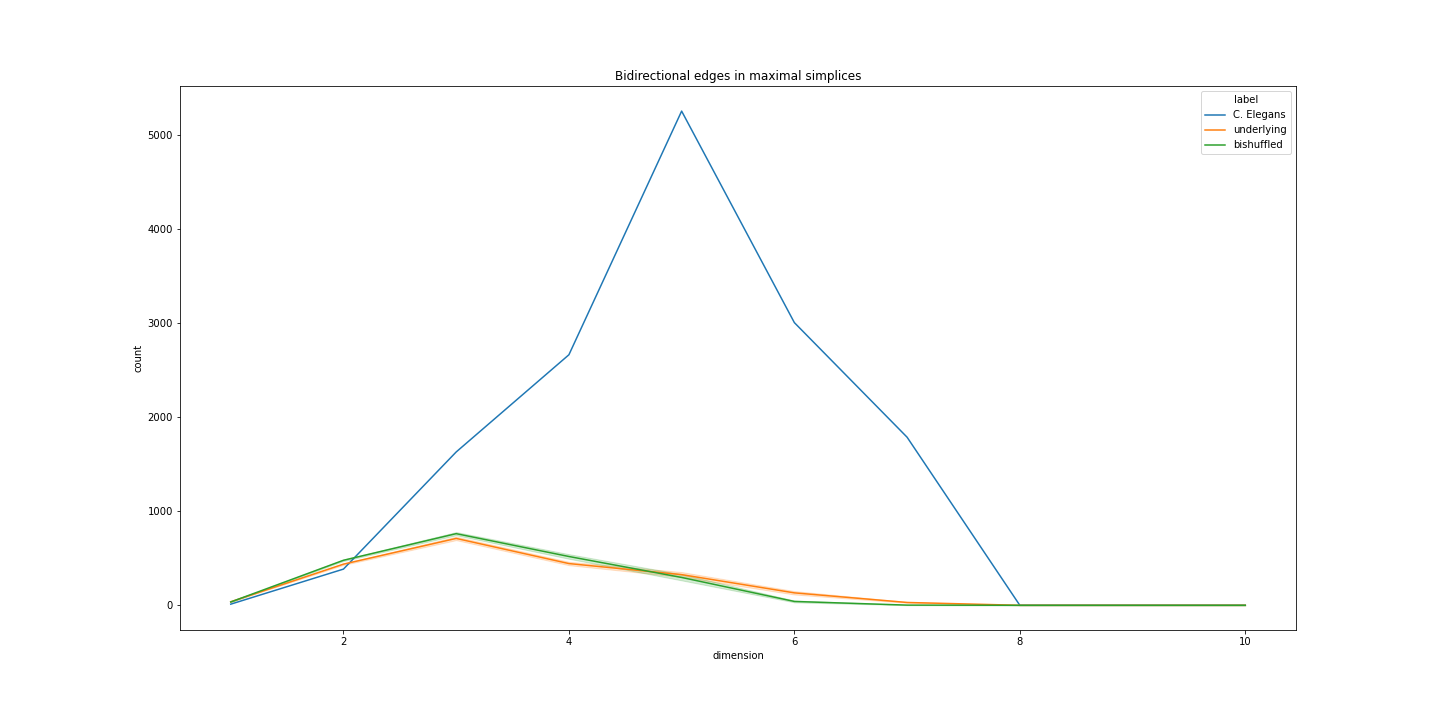 Bidirectional edges in maximal simplices
label
C. Elegans
underlying
bishuffled
5000
4000
3000
2000
1000
0
count
2 4 6 8 10
dimension